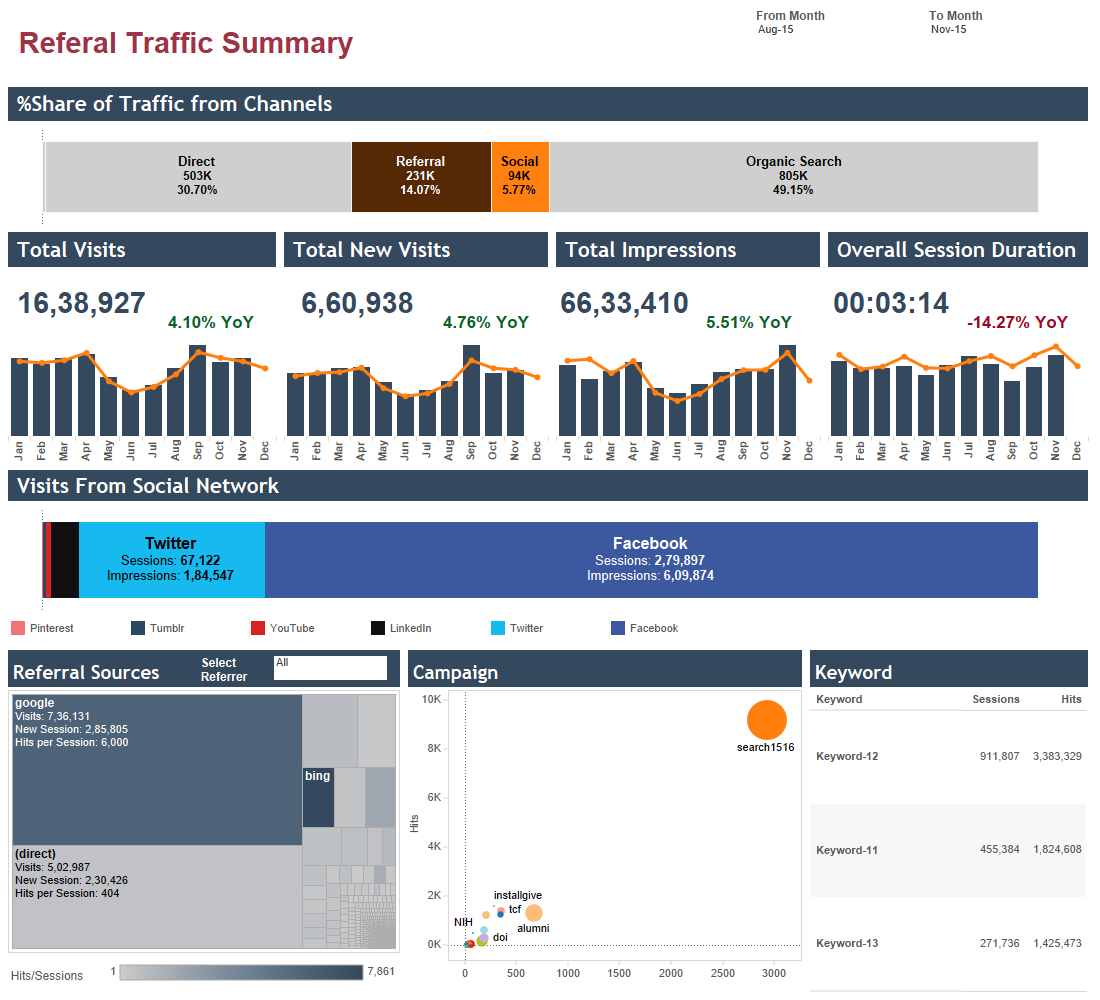 From Month
To Month
Aug-15
Nov-15
Referal Traffic Summary
%Share of Traffic from Channels
Direct
503K
30.70%
Referral
231K
14.07%
Social
94K
5.77%
Organic Search
805K
49.15%
Total Visits
16,38,927
4.10% YoY
Jan Feb Mar Apr May Jun Jul Aug Sep Oct Nov Dec
Total New Visits
6,60,938
4.76% YoY
Jan Feb Mar Apr May Jun Jul Aug Sep Oct Nov Dec
Total Impressions
66,33,410
5.51% YoY
Jan Feb Mar Apr May Jun Jul Aug Sep Oct Nov Dec
Overall Session Duration
00:03:14
-14.27% YoY
Jan Feb Mar Apr May Jun Jul Aug Sep Oct Nov Dec
Visits From Social Network
Twitter
Sessions: 67,122
Impressions: 1,84,547
Facebook
Sessions: 2,79,897
Impressions: 6,09,874
Pinterest
Tumblr
YouTube
LinkedIn
Twitter
Facebook
Referral Sources
Select
Referrer
All
google
Visits: 7,36,131
New Session: 2,85,805
Hits per Session: 6,000
bing
(direct)
Visits: 5,02,987
New Session: 2,30,426
Hits per Session: 404
Hits/Sessions
1
7,861
Campaign
Hits
10K
8K
6K
4K
2K
0K
search1516
installgive
tcf
NIH
alumni
doi
0 500 1000 1500 2000 2500 3000
Keyword
Keyword Sessions Hits
Keyword-12 911,807 3,383,329
Keyword-11 455,384 1,824,608
Keyword-13 271,736 1,425,473